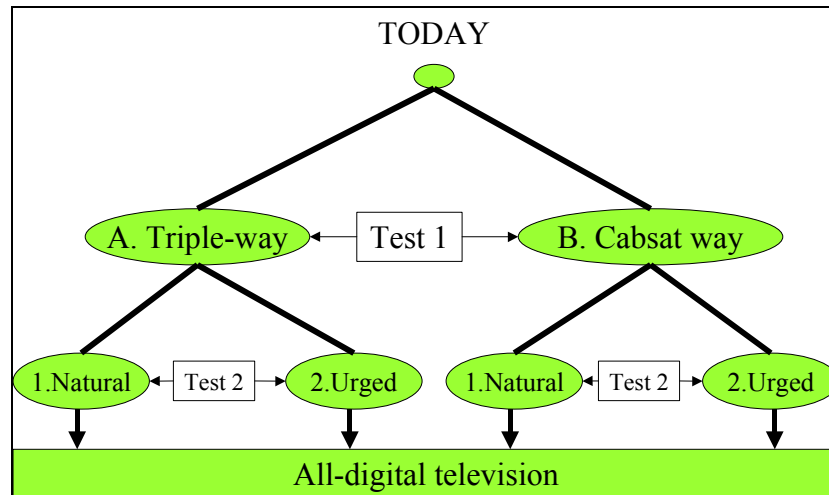 TODAY
A. Triple-way
Test 1
B. Cabsat way
1.Natural
Test 2
2.Urged
1.Natural
Test 2
2.Urged
All-digital television